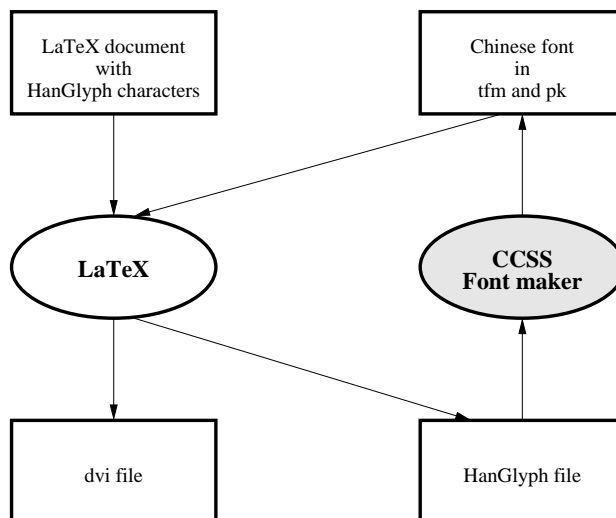 LaTeX document
with
HanGlyph characters
Chinese font
in
tfm and pk
LaTeX
CCSS
Font maker
dvi file
HanGlyph file